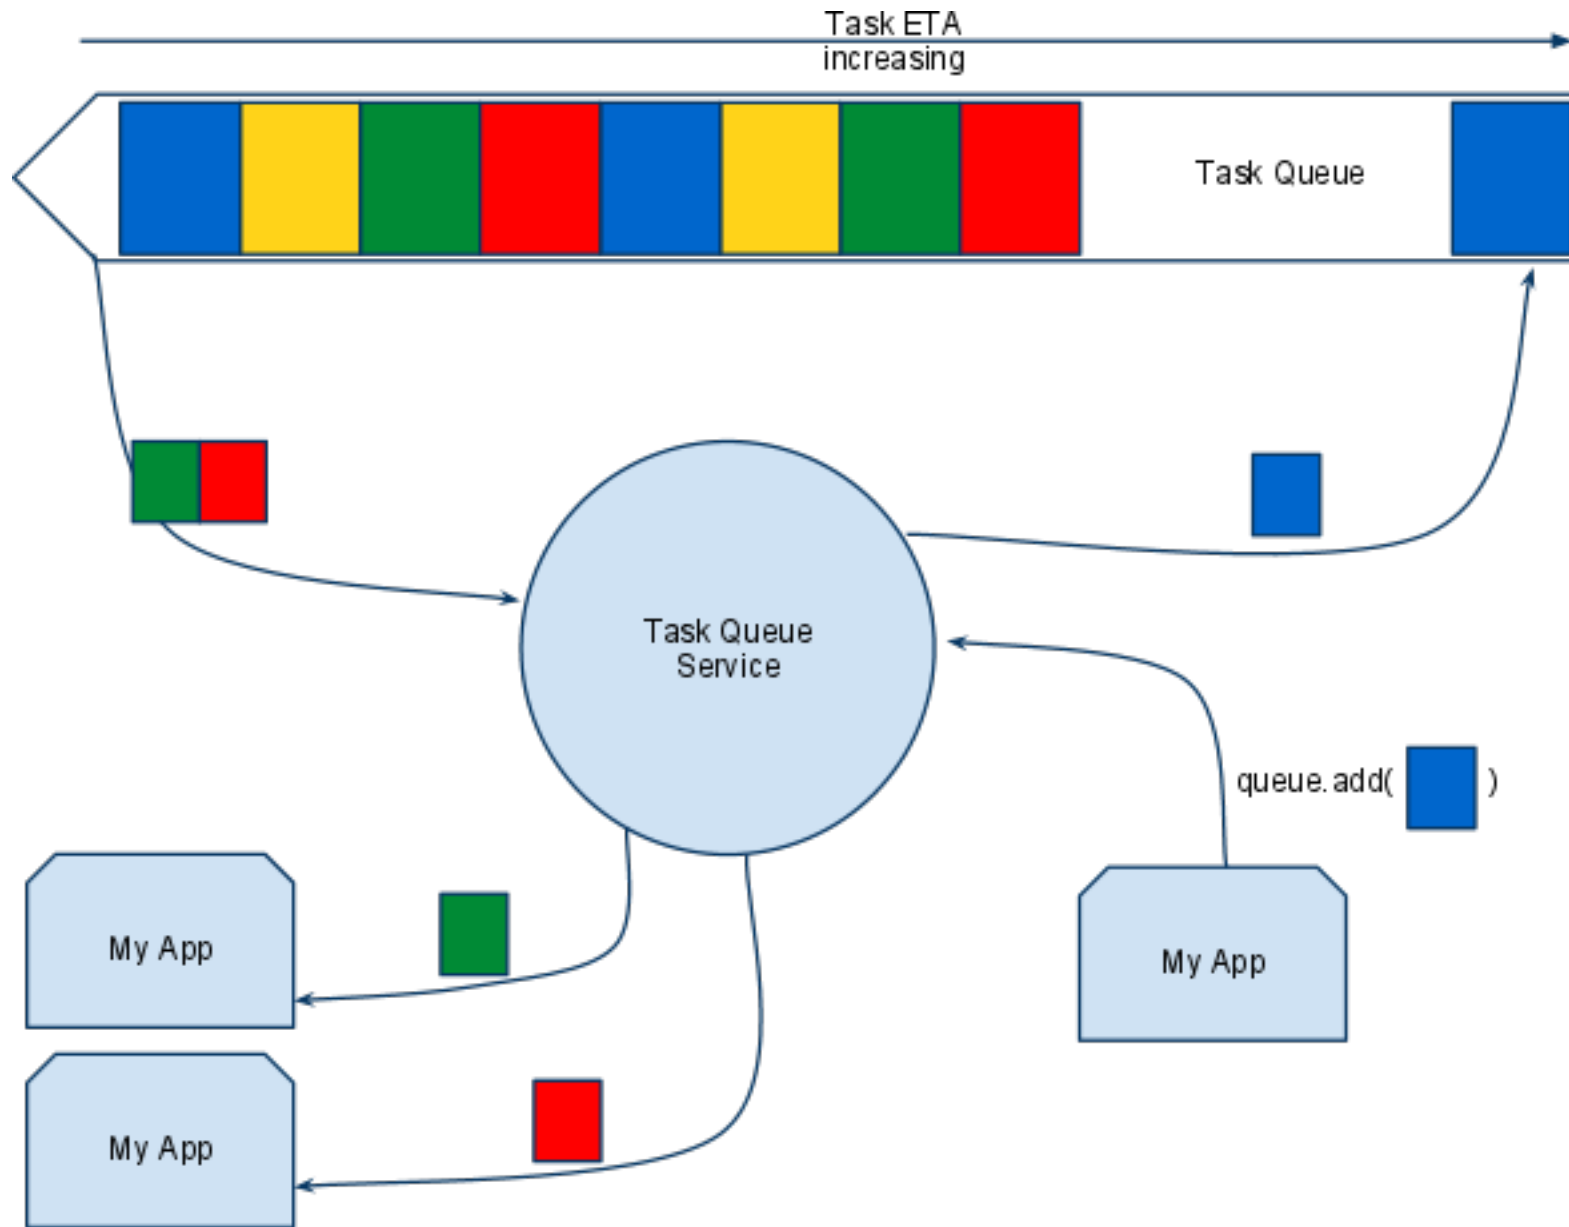 Task ETA
increasing
Task Queue
Task Queue
Service
queue.add( )
My App
My App
My App